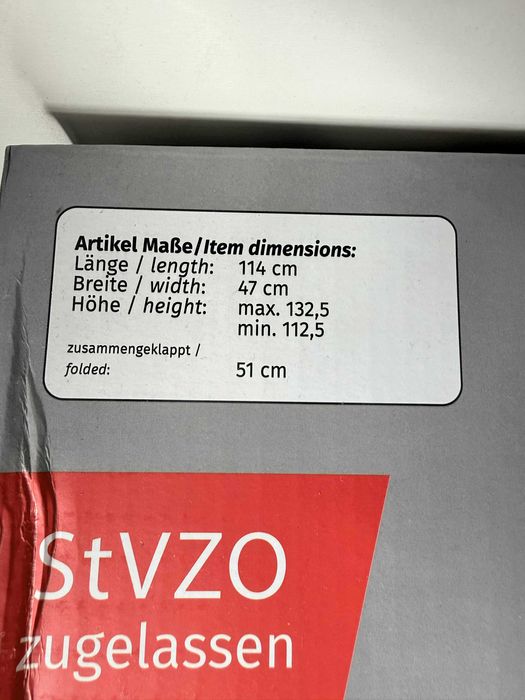 Artikel Maße/Item dimensions:
Länge / length: 114 cm
Breite / width: 47 cm
Höhe / height: max. 132,5
min. 112,5
zusammengeklappt /
folded: 51 cm
StVZO
zugelassen